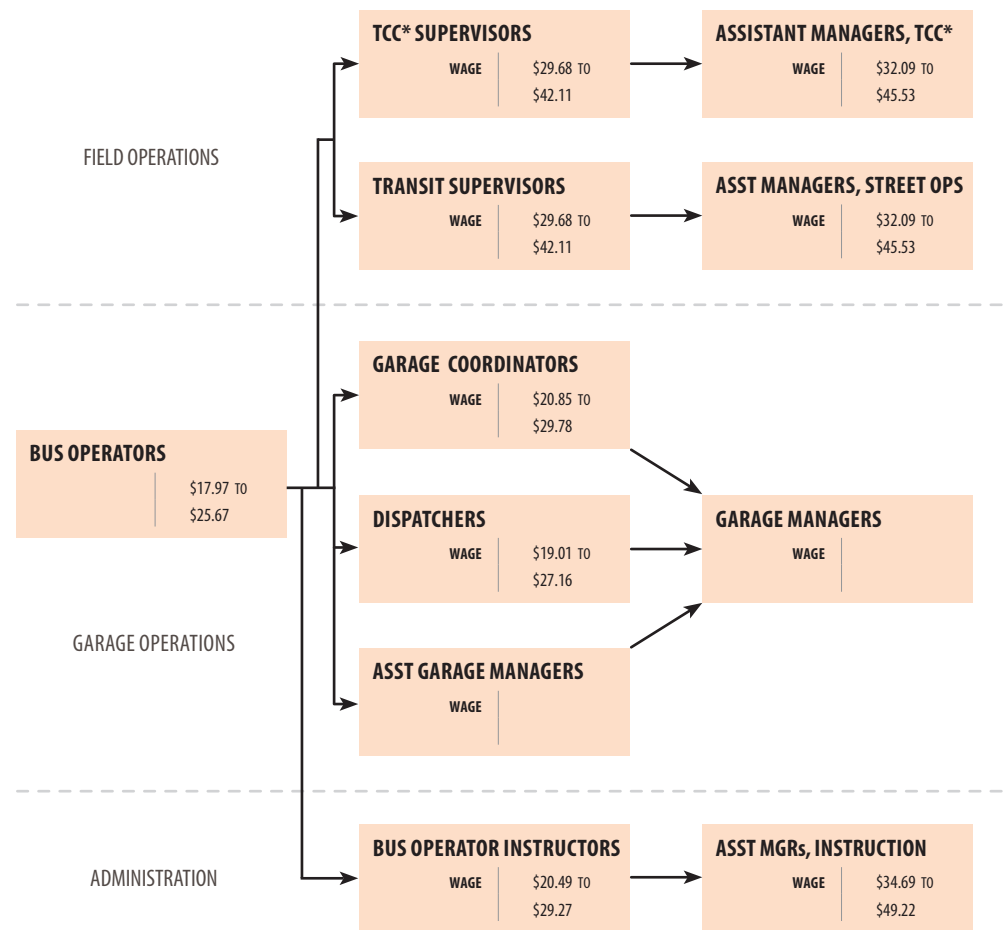 TCC* SUPERVISORS
WAGE $29.68 TO
$42.11
ASSISTANT MANAGERS, TCC*
WAGE $32.09 TO
$45.53
FIELD OPERATIONS
TRANSIT SUPERVISORS
WAGE $29.68 TO
$42.11
ASST MANAGERS, STREET OPS
WAGE $32.09 TO
$45.53
GARAGE COORDINATORS
WAGE $20.85 TO
$29.78
BUS OPERATORS
$17.97 TO
$25.67
DISPATCHERS
WAGE $19.01 TO
$27.16
GARAGE MANAGERS
WAGE
GARAGE OPERATIONS
ASST GARAGE MANAGERS
WAGE
ADMINISTRATION
BUS OPERATOR INSTRUCTORS
WAGE $20.49 TO
$29.27
ASST MGRs, INSTRUCTION
WAGE $34.69 TO
$49.22